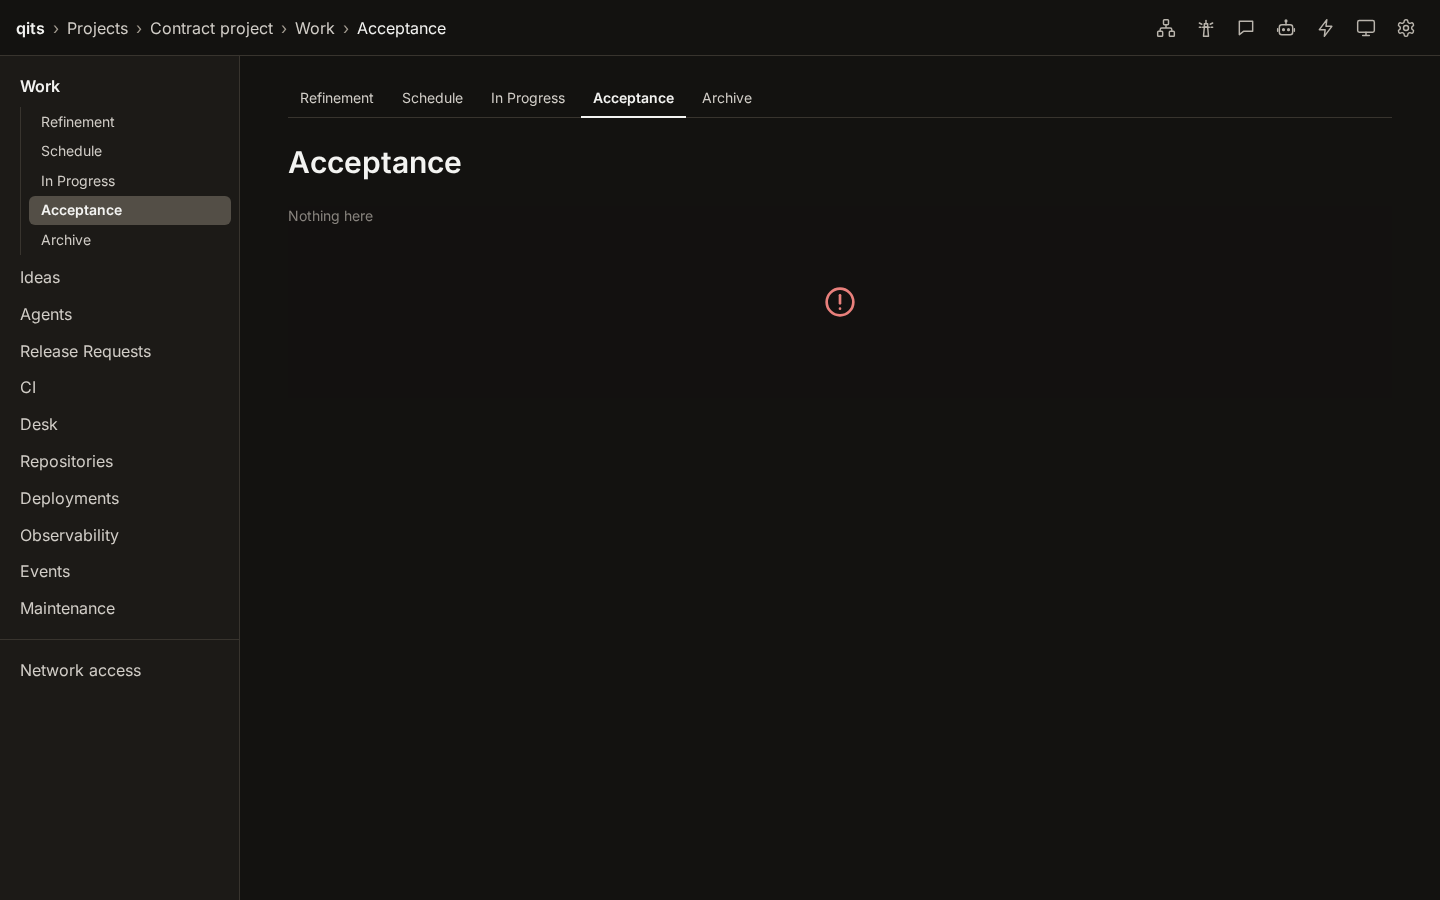 qits › Projects › Contract project › Work › Acceptance
Work
Refinement
Schedule
In Progress
Acceptance
Archive
Ideas
Agents
Release Requests
CI
Desk
Repositories
Deployments
Observability
Events
Maintenance
Network access
Refinement Schedule In Progress Acceptance Archive
Acceptance
Nothing here